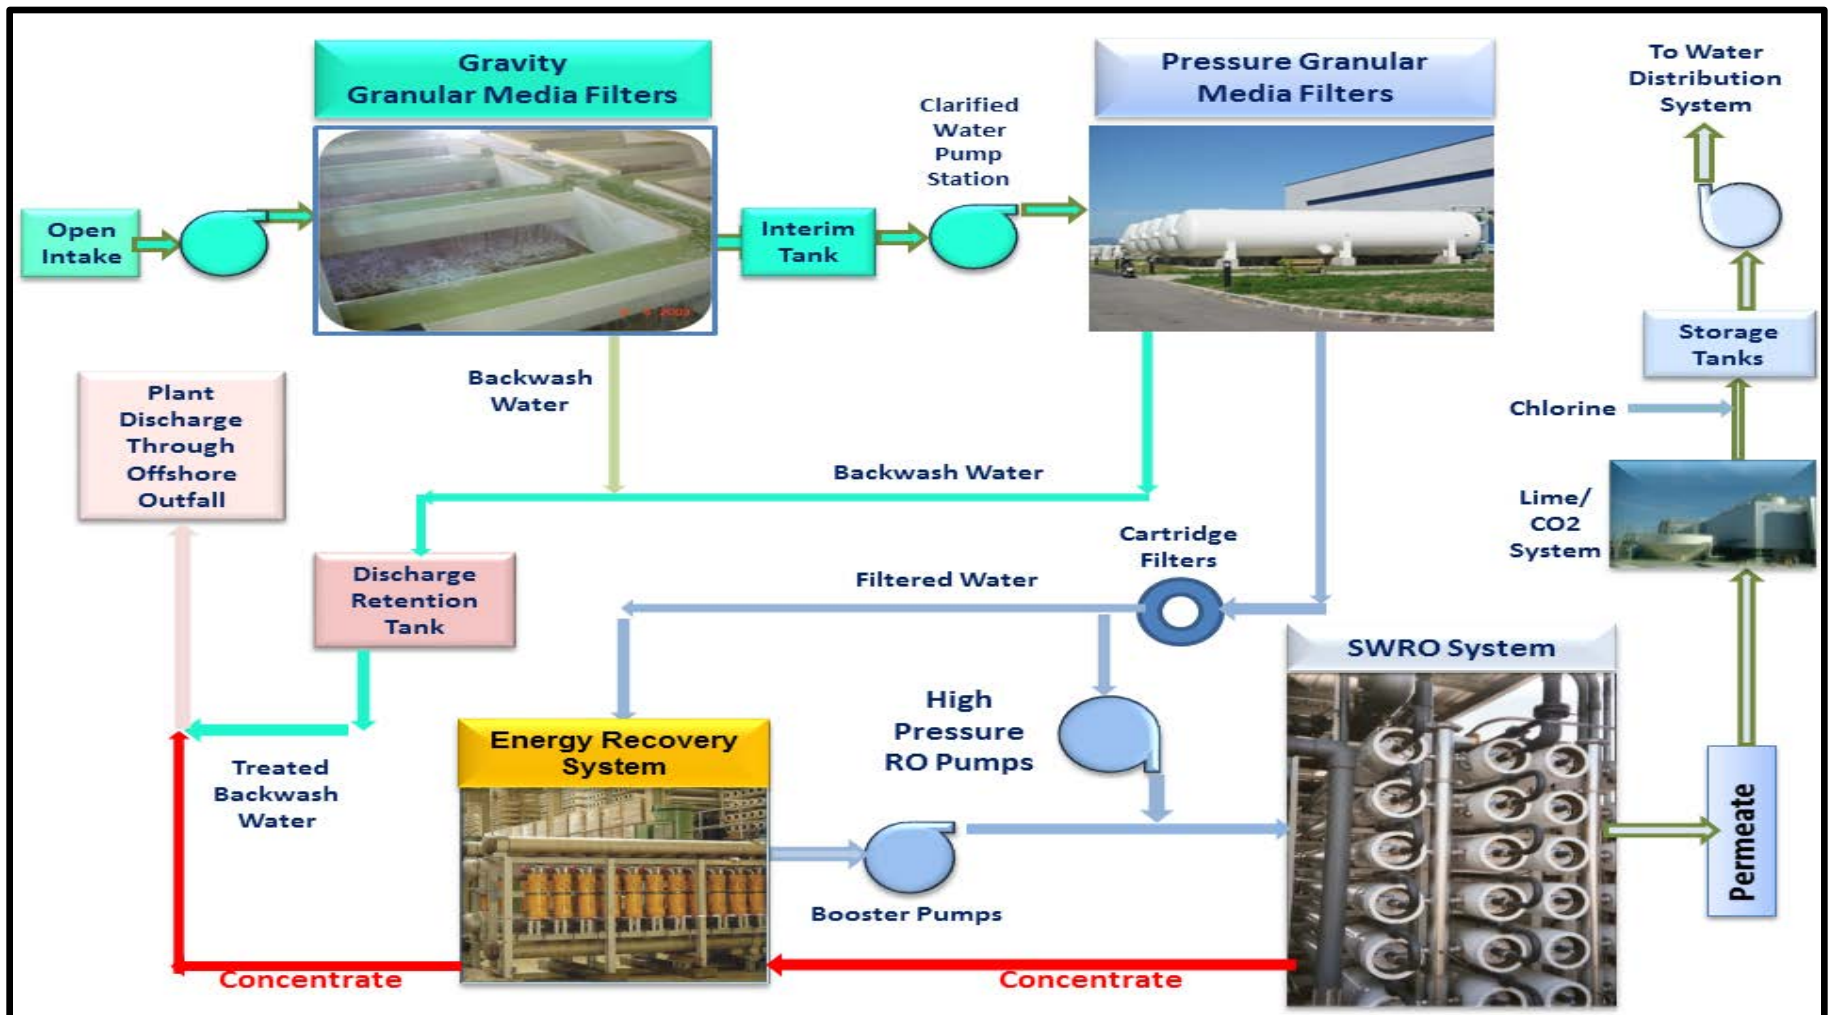 Gravity
Granular Media Filters
Pressure Granular
Media Filters
To Water
Distribution
System
Clarified
Water
Pump
Station
Open
Intake
Interim
Tank
Storage
Tanks
Backwash
Water
Plant
Discharge
Through
Offshore
Outfall
Chlorine
Backwash Water
Lime/
CO2
System
Cartridge
Filters
Discharge
Retention
Tank
Filtered Water
SWRO System
High
Pressure
RO Pumps
Energy Recovery
System
Treated
Backwash
Water
Permeate
Booster Pumps
Concentrate
Concentrate